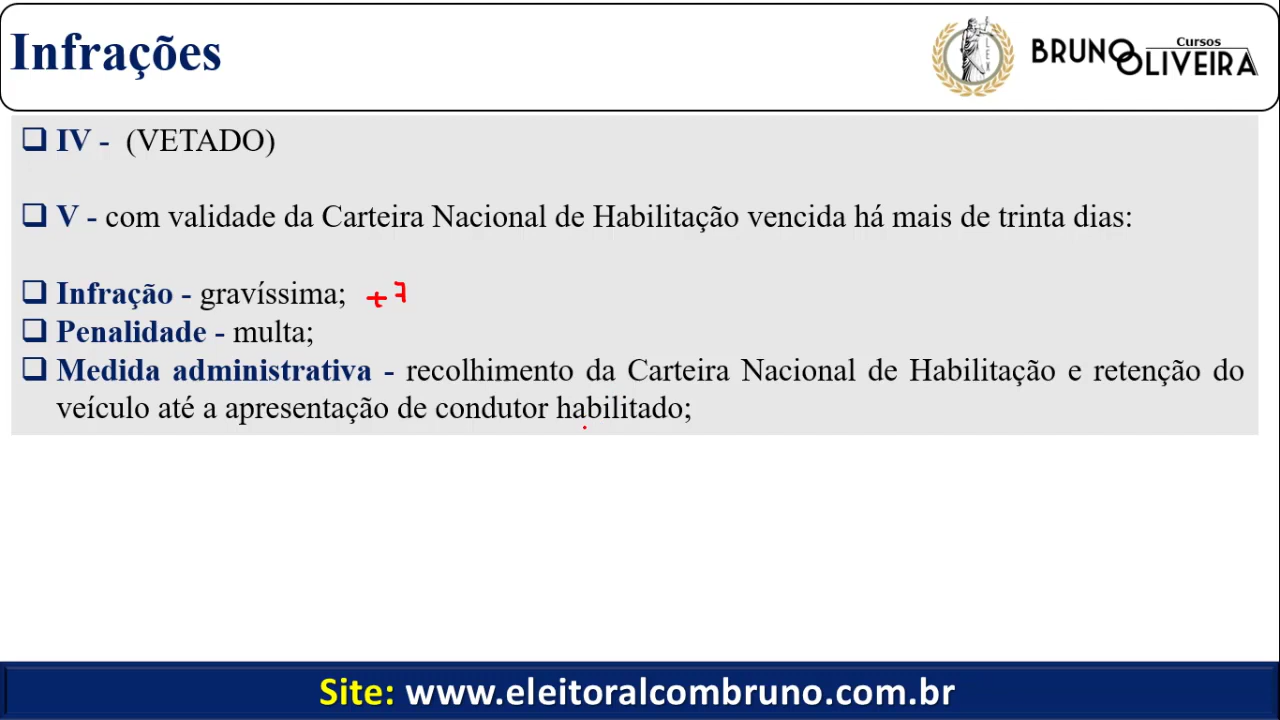 Infrações
LEX
BRUNO Cursos
OLIVEIRA
IV - (VETADO)
V - com validade da Carteira Nacional de Habilitação vencida há mais de trinta dias:
Infração - gravíssima; +7
Penalidade - multa;
Medida administrativa - recolhimento da Carteira Nacional de Habilitação e retenção do
veículo até a apresentação de condutor habilitado;
Site: www.eleitoralcombruno.com.br